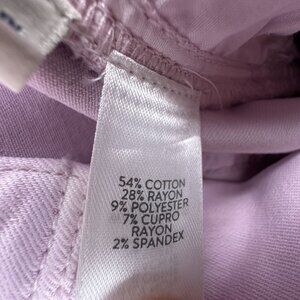 54% COTTON
28% RAYON
9% POLYESTER
7% CUPRO
RAYON
2% SPANDEX